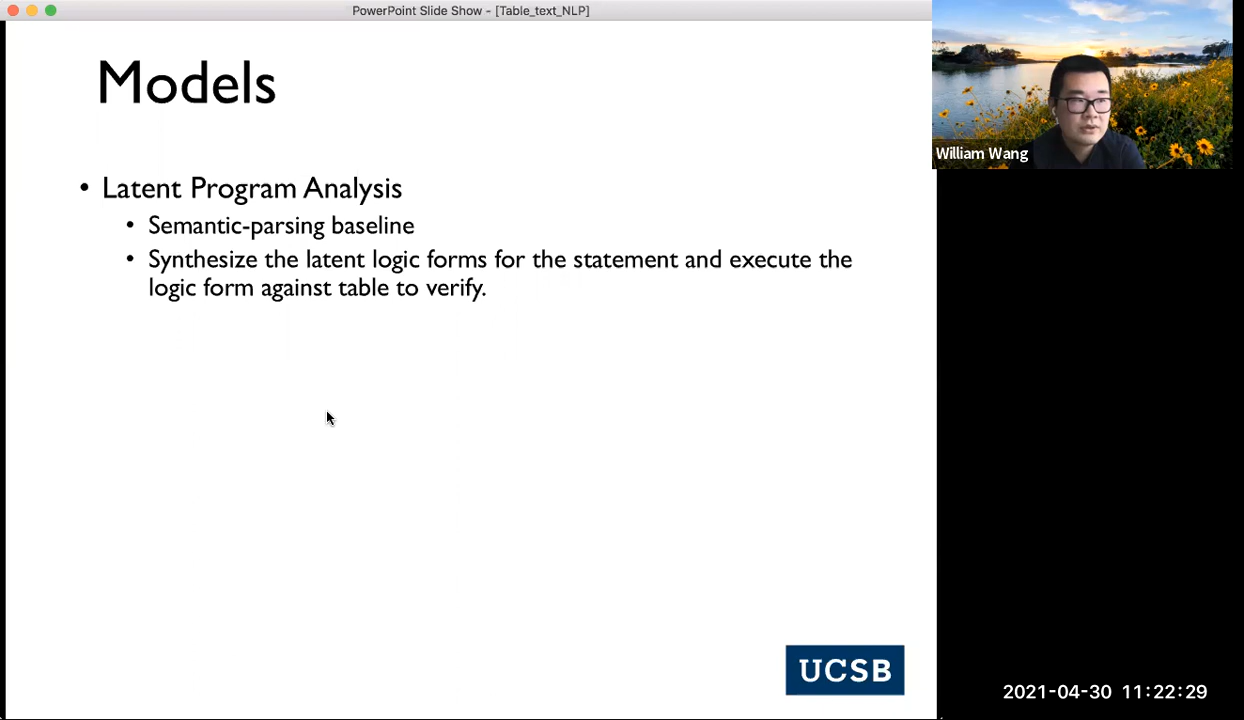 PowerPoint Slide Show - [Table_text_NLP]
Models
• Latent Program Analysis
• Semantic-parsing baseline
• Synthesize the latent logic forms for the statement and execute the
logic form against table to verify.
UCSB
William Wang
2021-04-30 11:22:29